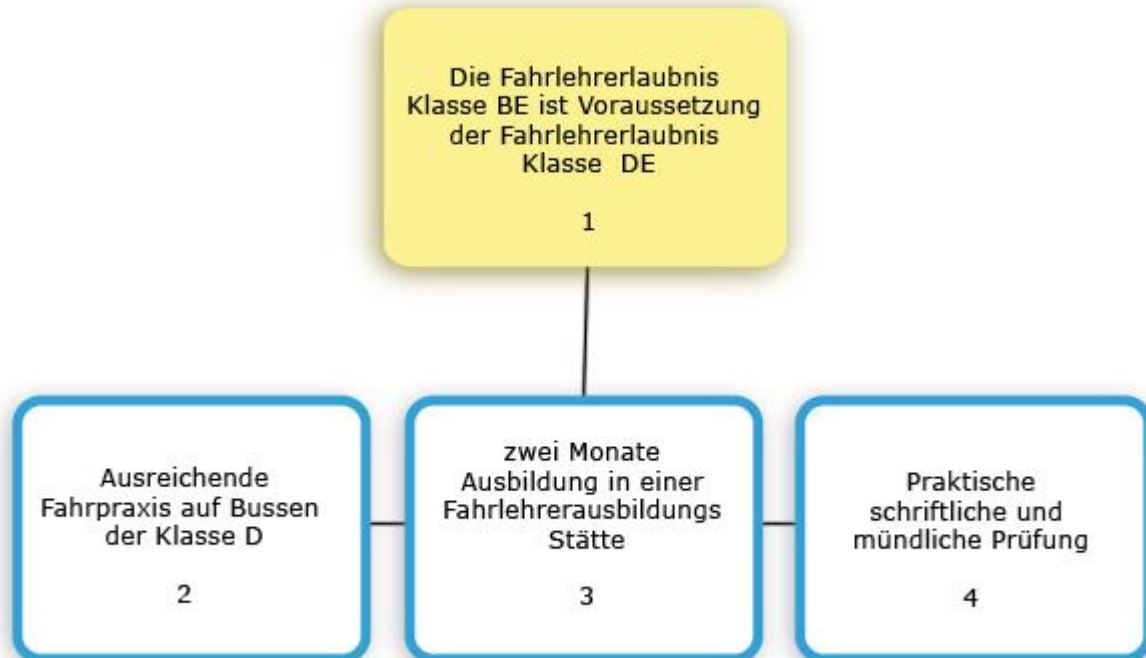 Die Fahrlehrerlaubnis
Klasse BE ist Voraussetzung
der Fahrlehrerlaubnis
Klasse DE
1
Ausreichende
Fahrpraxis auf Bussen
der Klasse D
2
zwei Monate
Ausbildung in einer
Fahrlehrerausbildungs
Stätte
3
Praktische
schriftliche und
mündliche Prüfung
4